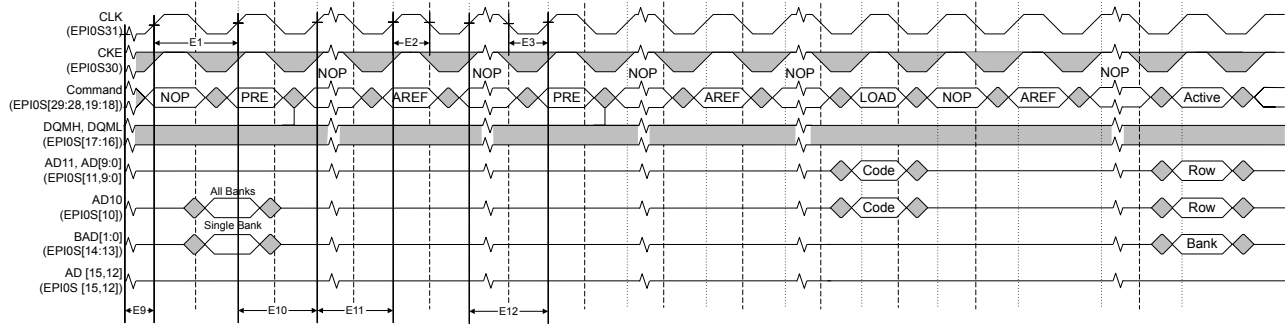 CLK
(EPI0S31)
E1
E2
E3
CKE
(EPI0S30)
NOP
NOP
NOP
NOP
NOP
Command
(EPI0S[29:28,19:18])
NOP
PRE
AREF
PRE
AREF
LOAD
NOP
AREF
Active
DQMH, DQML
(EPI0S[17:16])
AD11, AD[9:0]
(EPI0S[11,9:0]
Code
Row
All Banks
AD10
(EPI0S[10])
Code
Row
Single Bank
BAD[1:0]
(EPI0S[14:13])
Bank
AD [15,12]
(EPI0S [15,12])
E9
E10
E11
E12